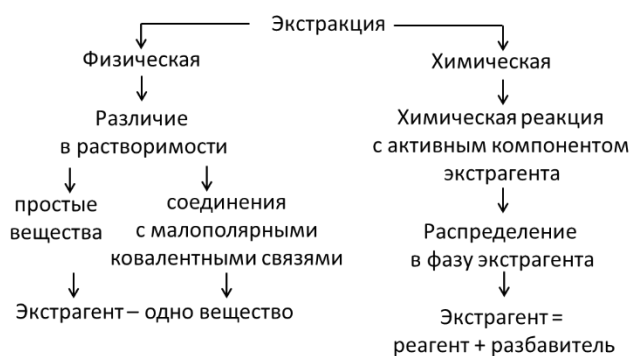 Экстракция
Физическая
Различие
в растворимости
простые
вещества
соединения
с малополярными
ковалентными связями
Экстрагент – одно вещество
Химическая
Химическая реакция
с активным компонентом
экстрагента
Распределение
в фазу экстрагента
Экстрагент =
реагент + разбавитель